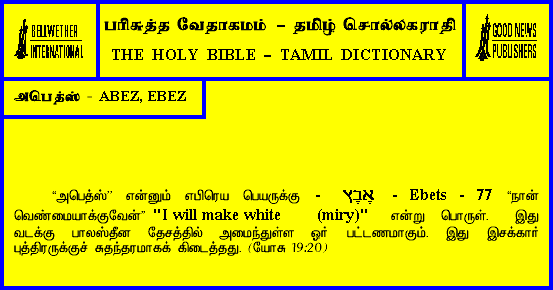 BELLWETHER
INTERNATIONAL
பரிசுத்த வேதாகமம் – தமிழ் சொல்லகராதி
THE HOLY BIBLE – TAMIL DICTIONARY
GOOD NEWS
PUBLISHERS
அபெத்ஸ் - ABEZ, EBEZ
“அபெத்ஸ்” என்னும் எபிரெய பெயருக்கு - אֶבֶץ - Ebets - 77 “நான்
வெண்மையாக்குவேன்” "I will make white (miry)" என்று பொருள். இது
வடக்கு பாலஸ்தீன தேசத்தில் அமைந்துள்ள ஓர் பட்டணமாகும். இது இசக்கார்
புத்திரருக்குச் சுதந்தரமாகக் கிடைத்தது. (யோசு 19:20)